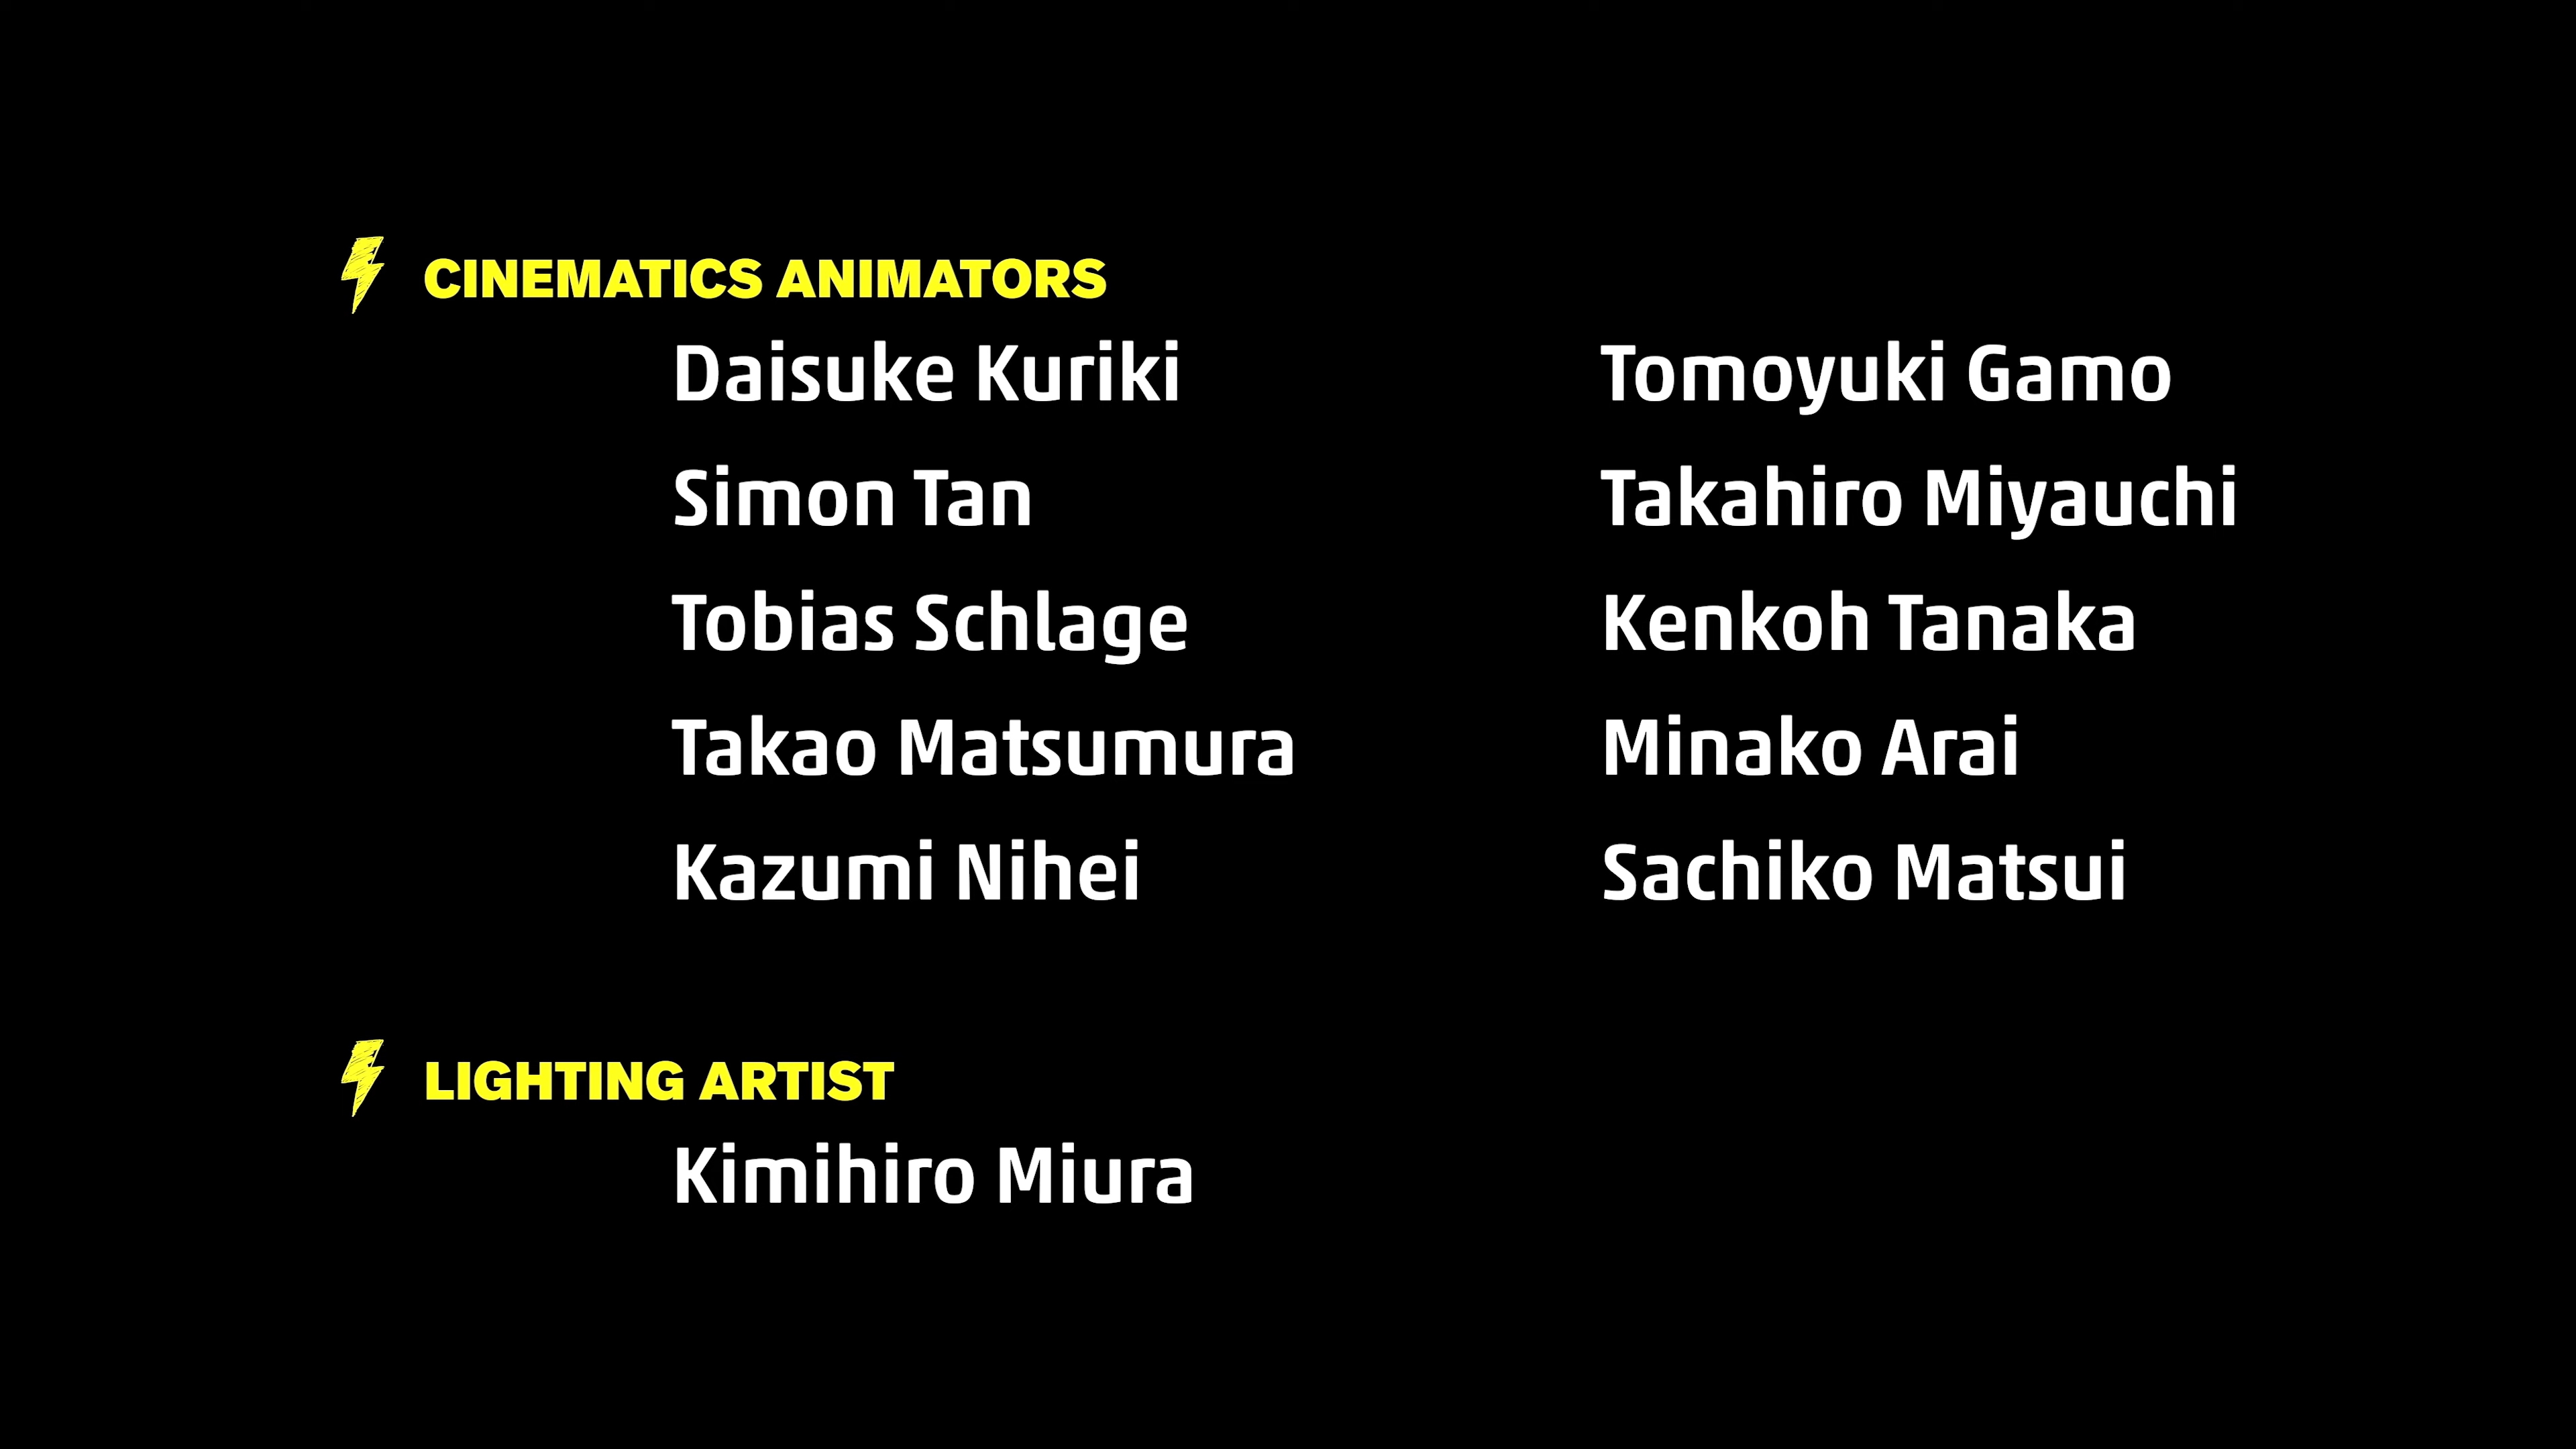 CINEMATICS ANIMATORS
Daisuke Kuriki
Tomoyuki Gamo
Simon Tan
Takahiro Miyauchi
Tobias Schlage
Kenkoh Tanaka
Takao Matsumura
Minako Arai
Kazumi Nihei
Sachiko Matsui
LIGHTING ARTIST
Kimihiro Miura